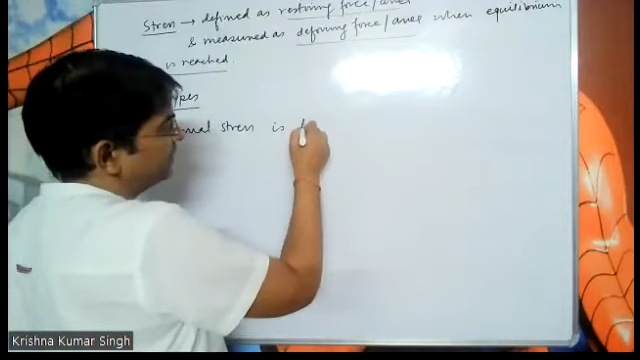 Stress → defined as restoring force/area
& measured as deforming force/area when equilibrium
is reached.
ypes
mal stress is
Krishna Kumar Singh